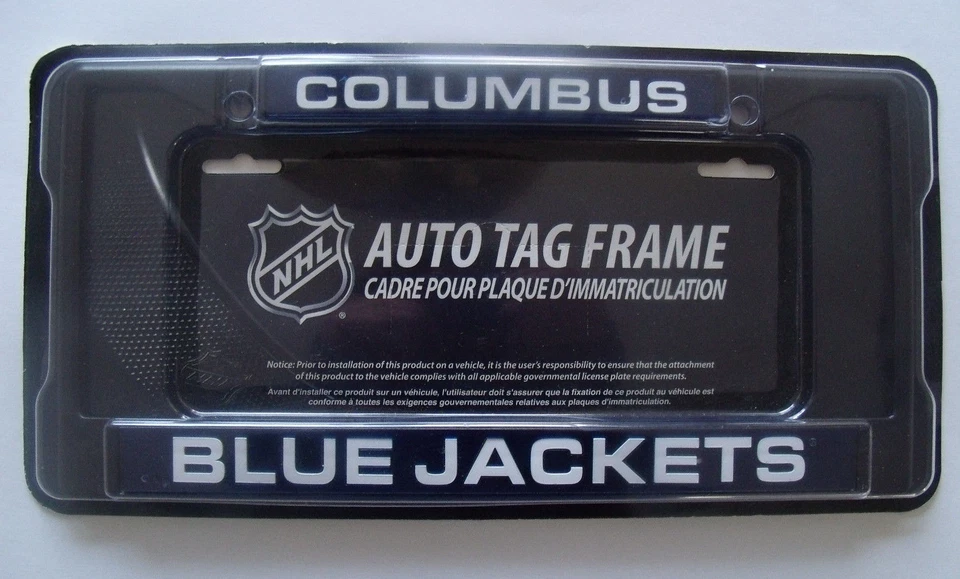 COLUMBUS
NHL
®
AUTO TAG FRAME
CADRE POUR PLAQUE D'IMMATRICULATION
Notice: Prior to installation of this product on a vehicle, it is the user's responsibility to ensure that the attachment
of this product to the vehicle complies with all applicable governmental license plate requirements.
Avant d'installer ce produit sur un véhicule, l'utilisateur doit s'assurer que la fixation de ce produit au véhicule est
conforme à toutes les exigences gouvernementales relatives aux plaques d'immatriculation.
BLUE JACKETS